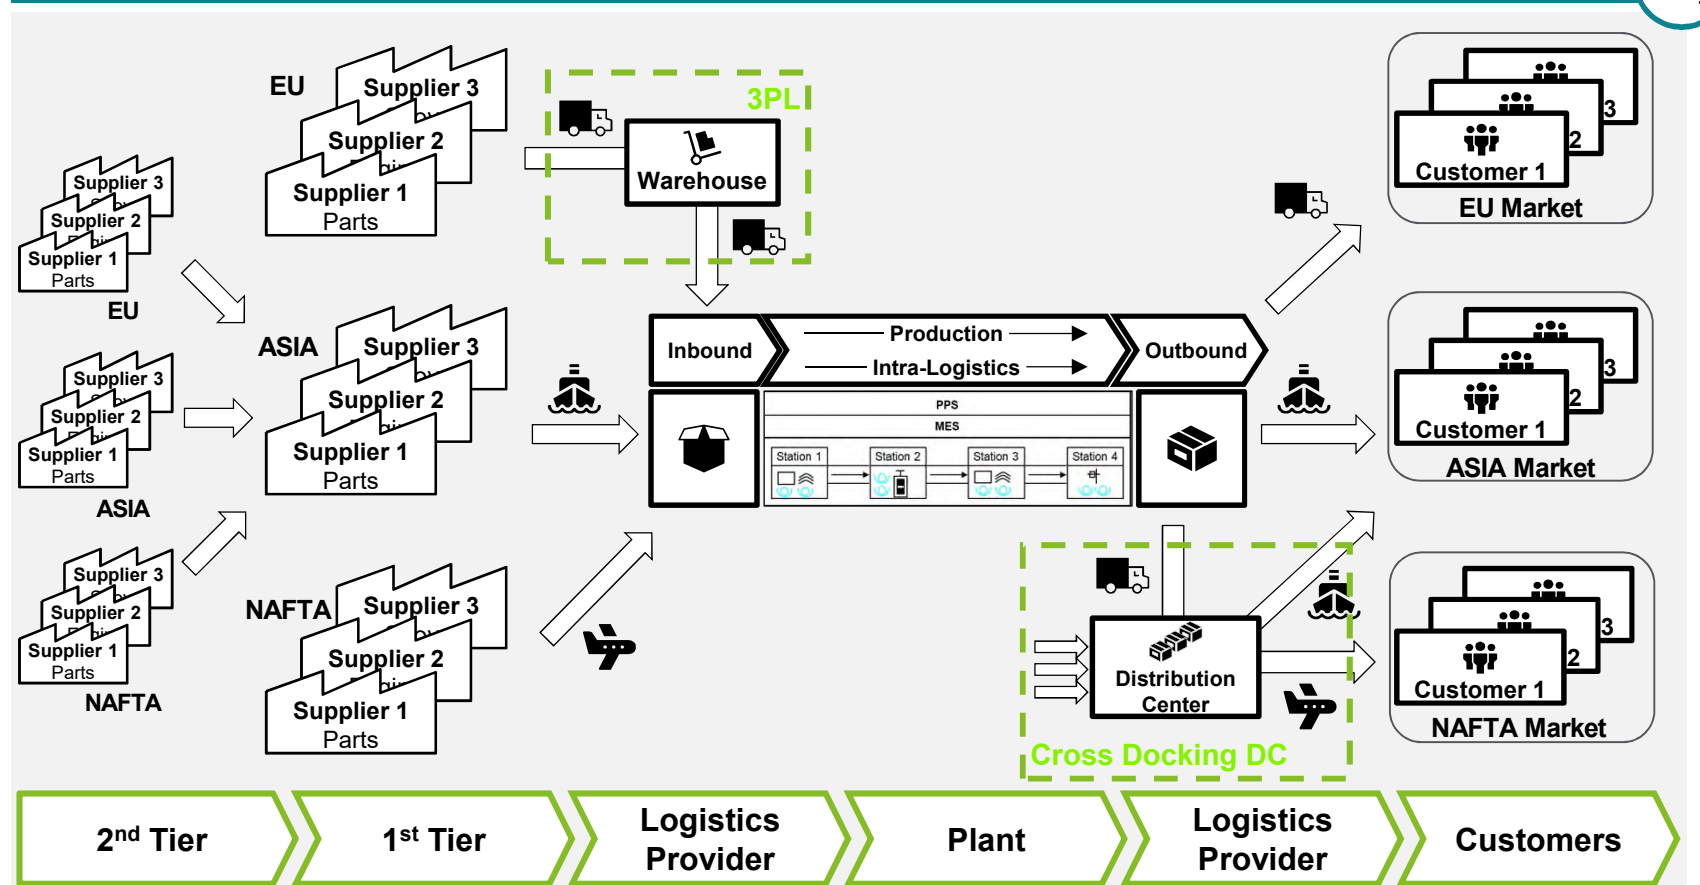 EU
Supplier 3
Supplier 2
Supplier 1
Parts
3PL
Warehouse
Supplier 3
Supplier 2
Supplier 1
Parts
EU
ASIA
Supplier 3
Supplier 2
Supplier 1
Parts
Supplier 3
Supplier 2
Supplier 1
Parts
ASIA
NAFTA
Supplier 3
Supplier 2
Supplier 1
Parts
Supplier 3
Supplier 2
Supplier 1
Parts
NAFTA
Inbound
Production
Intra-Logistics
Outbound
PPS
MES
Station 1
Station 2
Station 3
Station 4
3
2
Customer 1
EU Market
3
2
Customer 1
ASIA Market
3
2
Customer 1
NAFTA Market
Distribution
Center
Cross Docking DC
2nd Tier
1st Tier
Logistics
Provider
Plant
Logistics
Provider
Customers